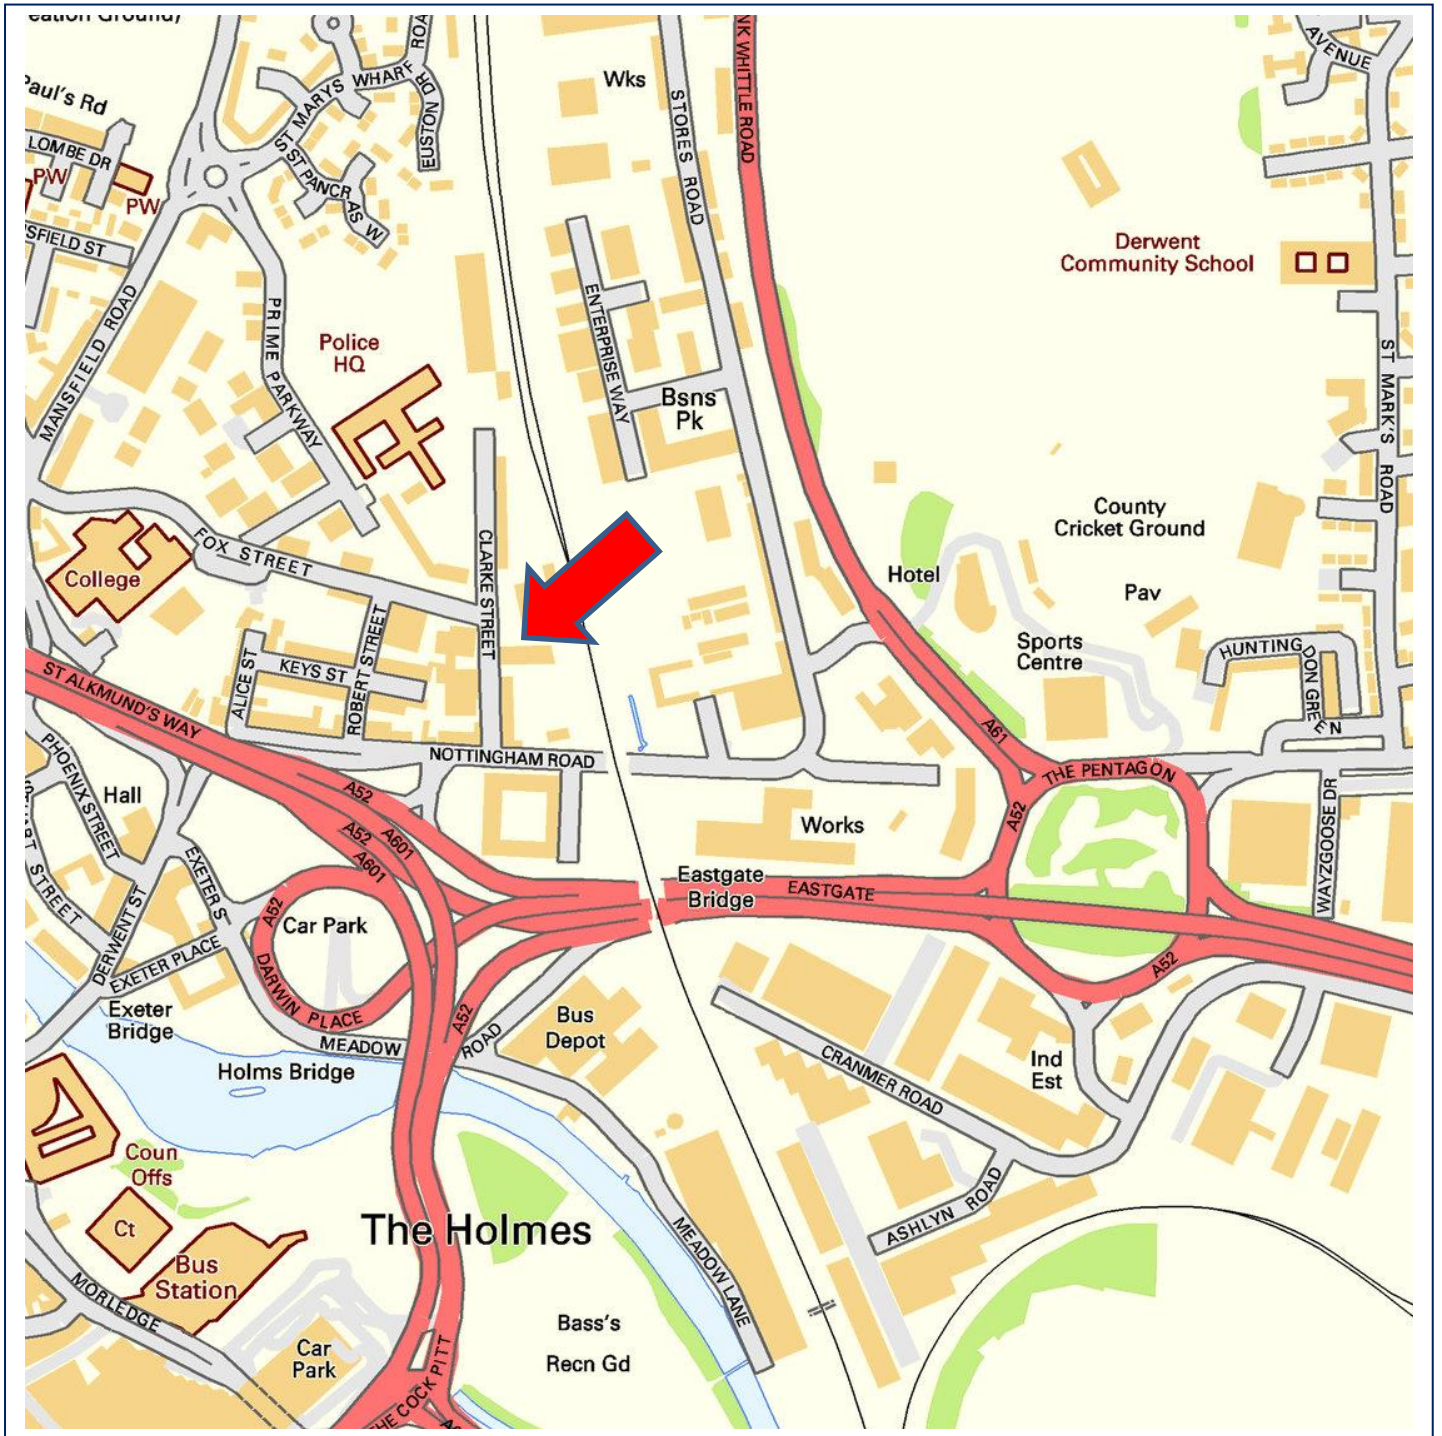 eation Ground)
Paul's Rd
LOMBE DR
PW
PW
SFIELD ST
MANSFIELD ROAD
ST MARYS WHARF ROA
EUSTON DR
ST PANCRAS W
PRIME PARKWAY
Wks
STORES ROAD
NK WHITTLE ROAD
AVENUE
Derwent
Community School
ST MARK'S ROAD
Police
HQ
ENTERPRISE WAY
Bsns
Pk
CLARKE STREET
County
Cricket Ground
Hotel
Pav
Sports
Centre
HUNTINGDON GREEN
College
FOX STREET
ALICE ST
KEYS ST
ROBERT STREET
ST ALKMUND'S WAY
NOTTINGHAM ROAD
A61
THE PENTAGON
A52
WAYZGOOSE DR
PHOENIX STREET
Hall
A52
A52
A601
A601
Works
Eastgate
Bridge
EASTGATE
STREET
DERWENT ST
EXETER S
EXETER PLACE
A52
Car Park
DARWIN PLACE
A52
A52
Exeter
Bridge
MEADOW ROAD
Holms Bridge
Bus
Depot
CRANMER ROAD
Ind
Est
ASHLYN ROAD
Coun
Offs
Ct
Bus
Station
The Holmes
MEADOW LANE
MORLEDGE
Car
Park
Bass's
Recn Gd
THE COCK PITT